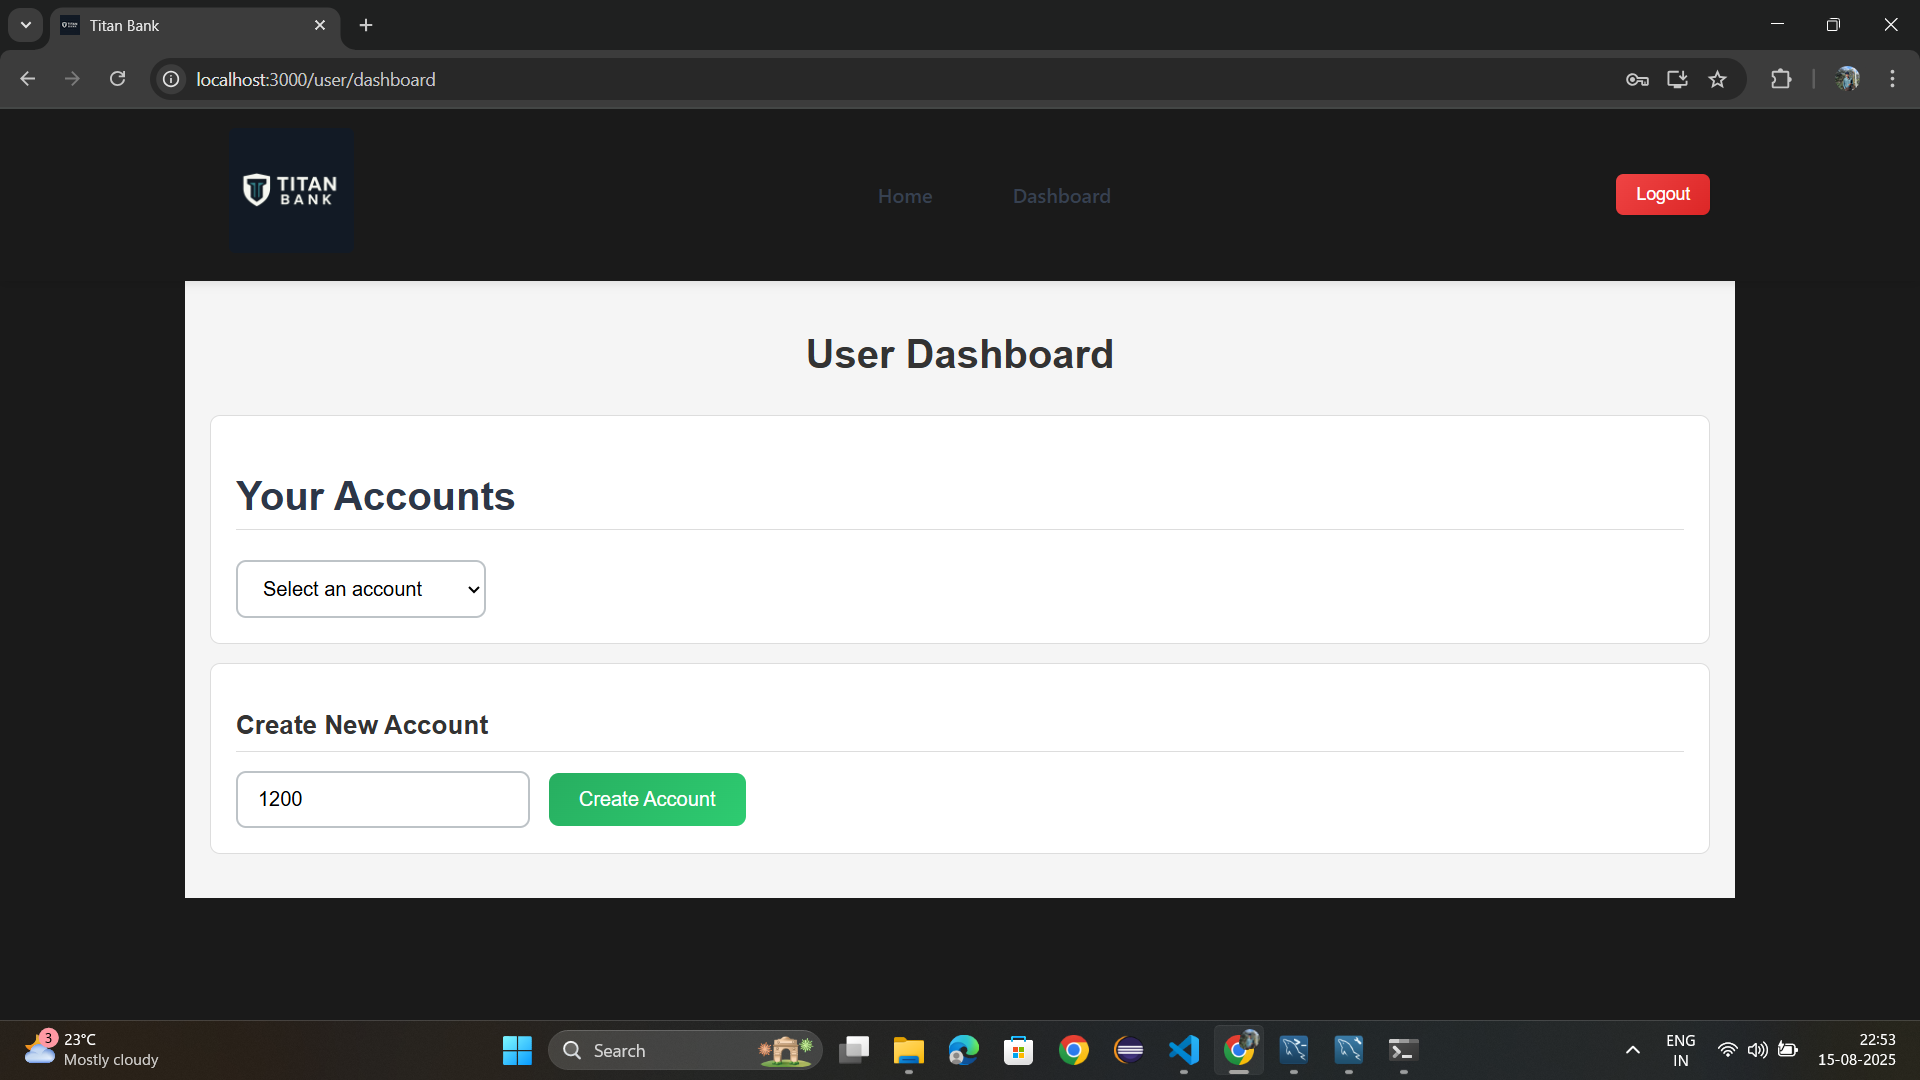 Titan Bank
localhost:3000/user/dashboard
TITAN
BANK
Home
Dashboard
Logout
User Dashboard
Your Accounts
Select an account
Create New Account
1200
Create Account
3
23°C
Mostly cloudy
Search
ENG
IN
22:53
15-08-2025